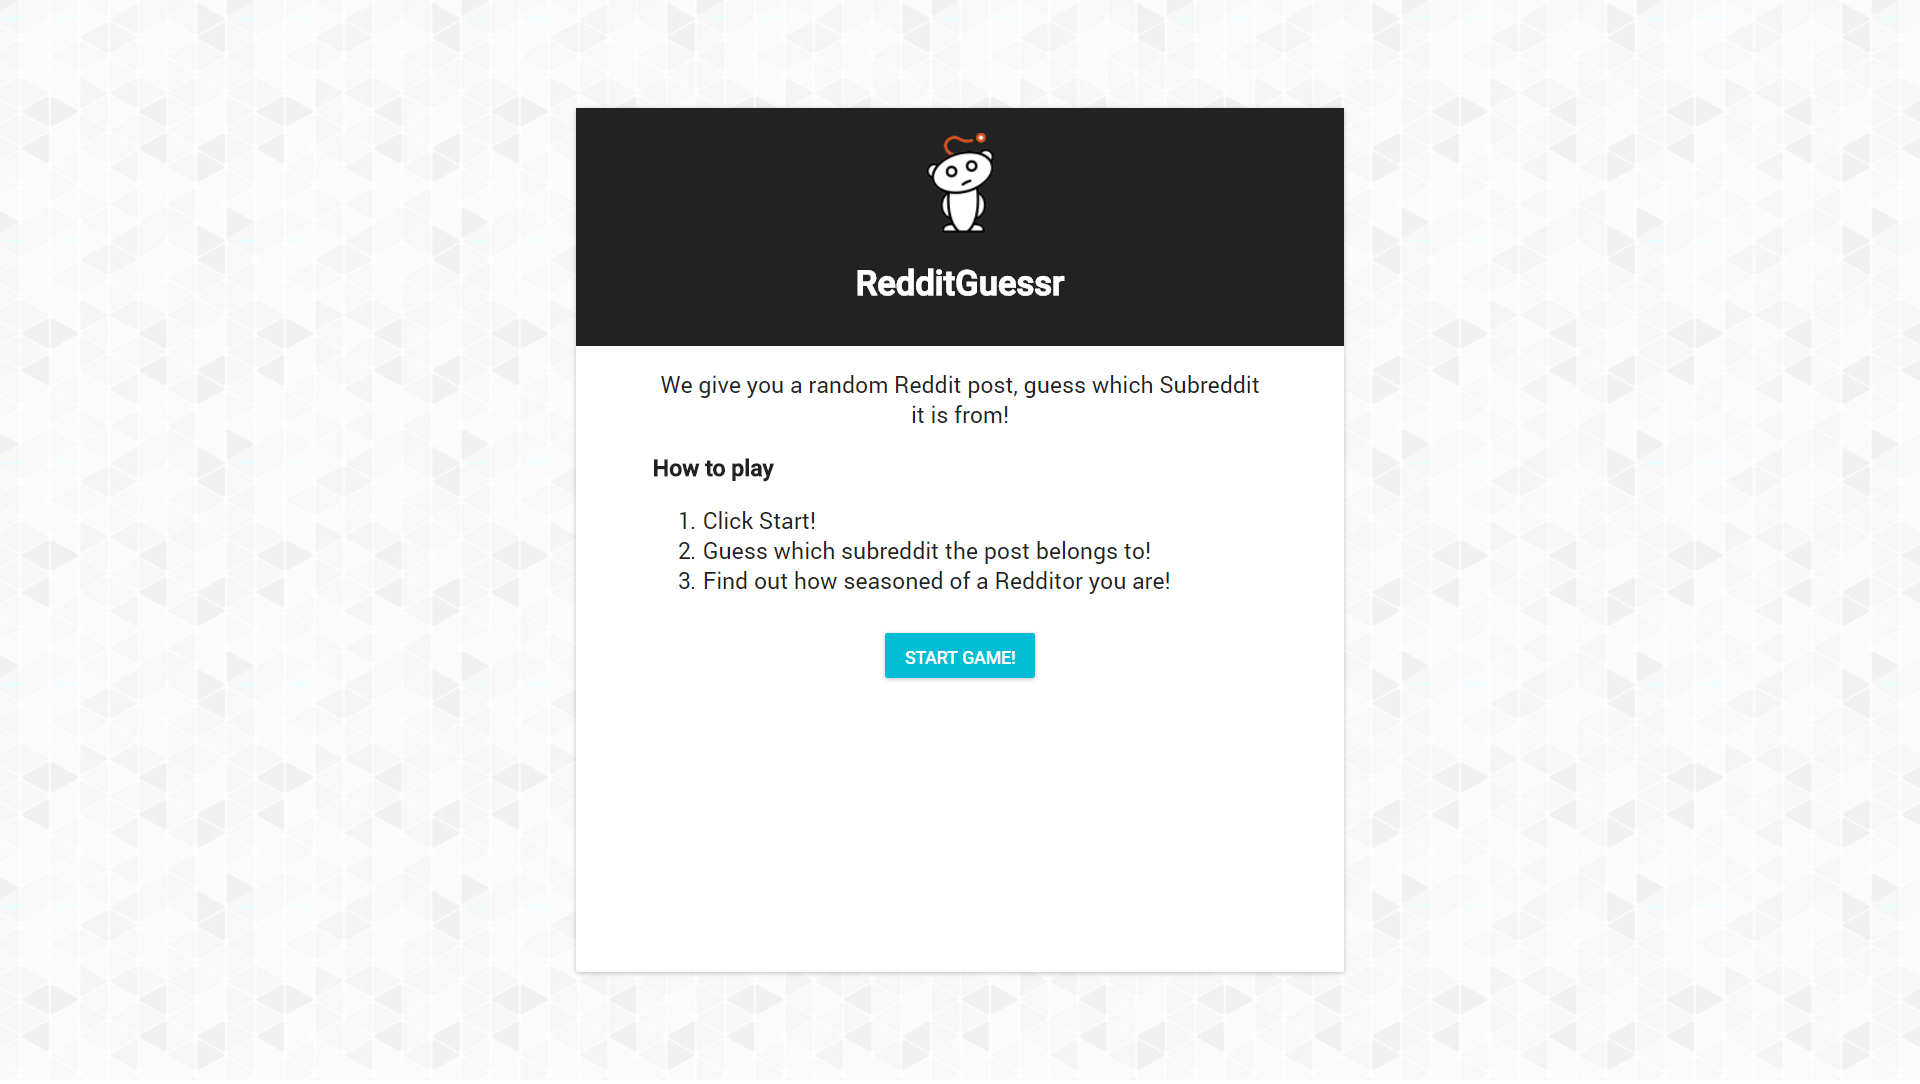 RedditGuessr
We give you a random Reddit post, guess which Subreddit
it is from!
How to play
1. Click Start!
2. Guess which subreddit the post belongs to!
3. Find out how seasoned of a Redditor you are!
START GAME!